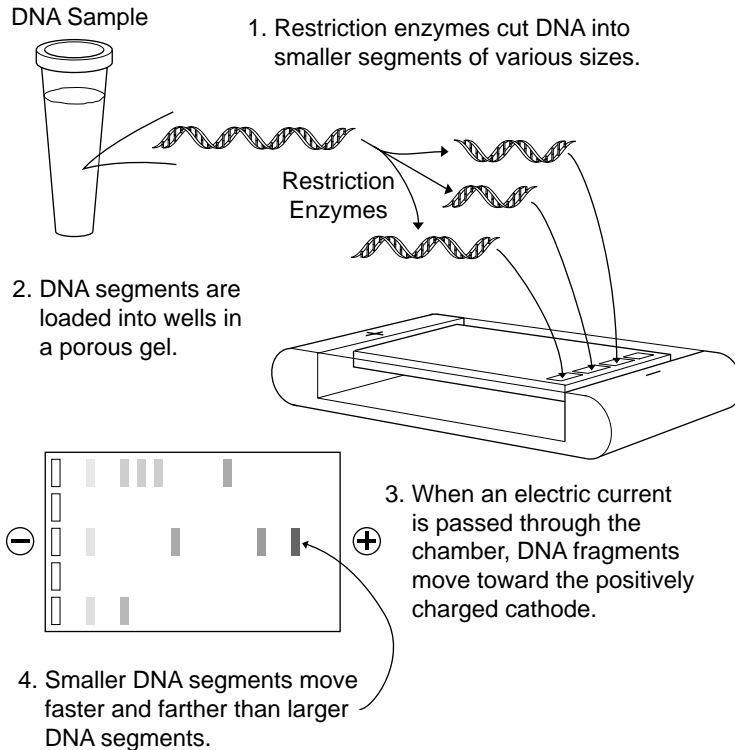 DNA Sample
1. Restriction enzymes cut DNA into
smaller segments of various sizes.
Restriction
Enzymes
2. DNA segments are
loaded into wells in
a porous gel.
+
−
−
+
3. When an electric current
is passed through the
chamber, DNA fragments
move toward the positively
charged cathode.
4. Smaller DNA segments move
faster and farther than larger
DNA segments.